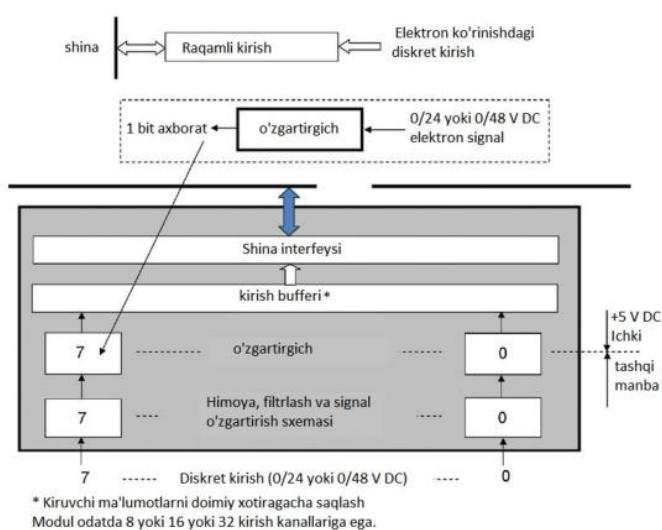 shina
Raqamli kirish
Elektron ko'rinishdagi
diskret kirish
1 bit axborat
o'zgartirgich
0/24 yoki 0/48 V DC
elektron signal
Shina interfeysi
kirish bufferi*
+5 V DC
Ichki
7
o'zgartirgich
0
tashqi
manba
7
Himoya, filtrlash va signal
o'zgartirish sxemasi
0
7
Diskret kirish (0/24 yoki 0/48 V DC)
0
* Kiruvchi ma'lumotlarni doimiy xotiragacha saqlash
Modul odatda 8 yoki 16 yoki 32 kirish kanallariga ega.